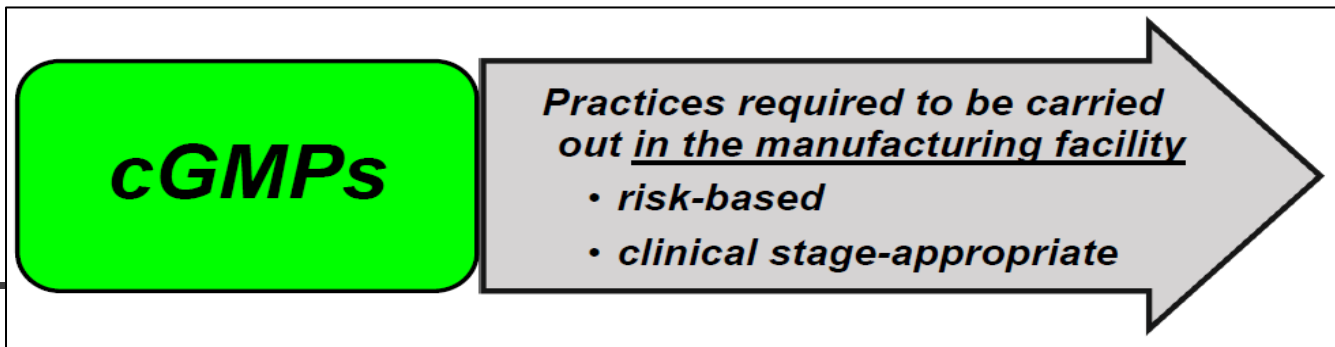 cGMPs
Practices required to be carried
out in the manufacturing facility
• risk-based
• clinical stage-appropriate